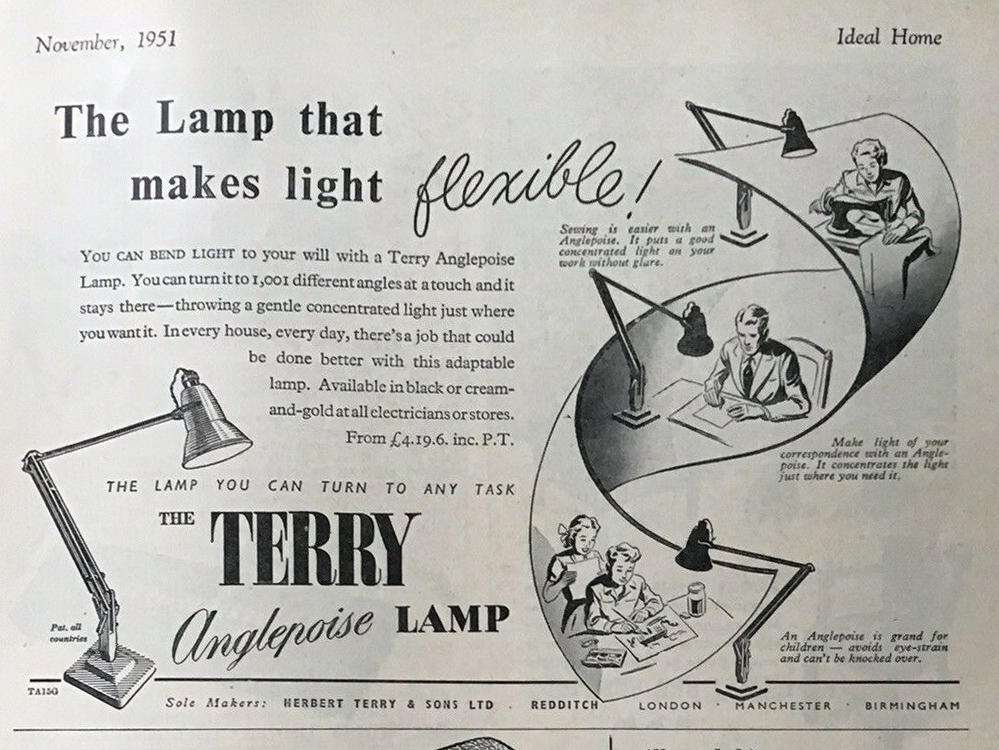 November, 1951
Ideal Home
The Lamp that
makes light flexible!
YOU CAN BEND LIGHT to your will with a Terry Anglepoise
Lamp. You can turn it to 1,001 different angles at a touch and it
stays there—throwing a gentle concentrated light just where
you want it. In every house, every day, there's a job that could
be done better with this adaptable
lamp. Available in black or cream-
and-gold at all electricians or stores.
From £4.19.6. inc. P.T.
Sewing is easier with an
Anglepoise. It puts a good
concentrated light on your
work without glare.
Make light of your
correspondence with an Angle-
poise. It concentrates the light
just where you need it.
THE LAMP YOU CAN TURN TO ANY TASK
THE TERRY
Anglepoise LAMP
Pat. all
countries
An Anglepoise is grand for
children — avoids eye-strain
and can't be knocked over.
TA15G
Sole Makers: HERBERT TERRY & SONS LTD . REDDITCH LONDON · MANCHESTER · BIRMINGHAM